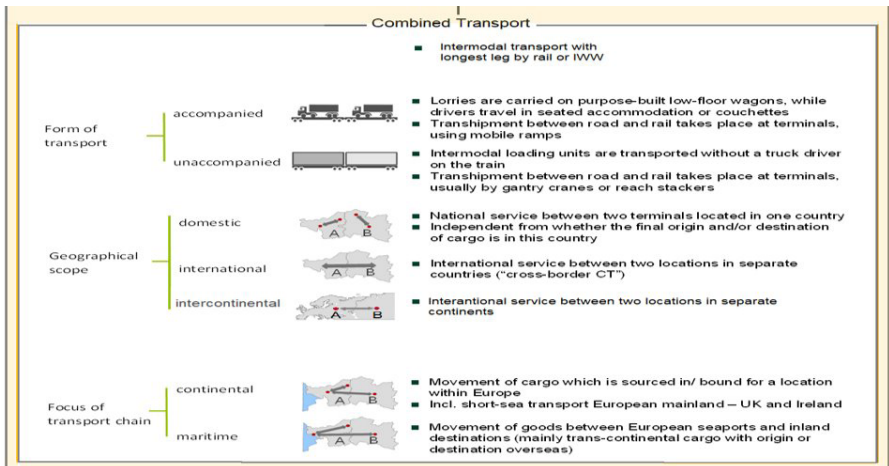 Combined Transport
Intermodal transport with
longest leg by rail or IWW
Form of
transport
accompanied
Lorries are carried on purpose-built low-floor wagons, while
drivers travel in seated accommodation or couchettes
Transhipment between road and rail takes place at terminals,
using mobile ramps
unaccompanied
Intermodal loading units are transported without a truck driver
on the train
Transhipment between road and rail takes place at terminals,
usually by gantry cranes or reach stackers
Geographical
scope
domestic
A B
National service between two terminals located in one country
Independent from whether the final origin and/or destination
of cargo is in this country
international
A B
International service between two locations in separate
countries (“cross-border CT”)
intercontinental
A B
Interantional service between two locations in separate
continents
Focus of
transport chain
continental
A B
Movement of cargo which is sourced in/ bound for a location
within Europe
Incl. short-sea transport European mainland – UK and Ireland
maritime
A B
Movement of goods between European seaports and inland
destinations (mainly trans-continental cargo with origin or
destination overseas)